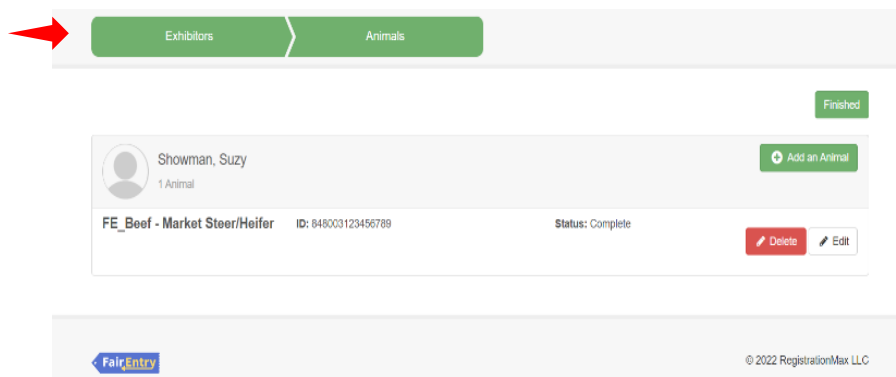 Exhibitors Animals
Finished
Showman, Suzy
1 Animal
Add an Animal
FE_Beef - Market Steer/Heifer ID: 848003123456789 Status: Complete
Delete Edit
FairEntry
© 2022 RegistrationMax LLC